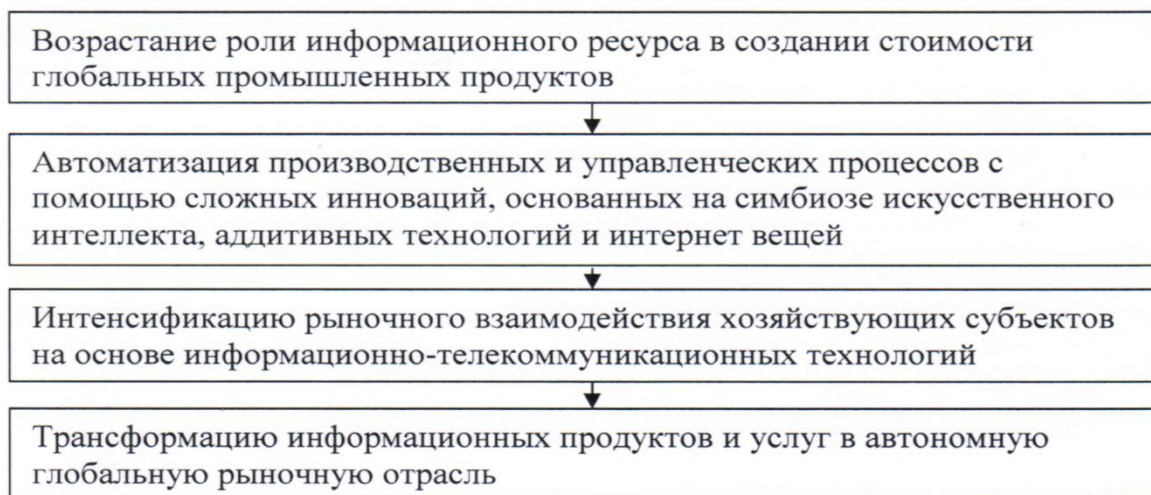 Возрастание роли информационного ресурса в создании стоимости
глобальных промышленных продуктов
Автоматизация производственных и управленческих процессов с
помощью сложных инноваций, основанных на симбиозе искусственного
интеллекта, аддитивных технологий и интернет вещей
Интенсификацию рыночного взаимодействия хозяйствующих субъектов
на основе информационно-телекоммуникационных технологий
Трансформацию информационных продуктов и услуг в автономную
глобальную рыночную отрасль